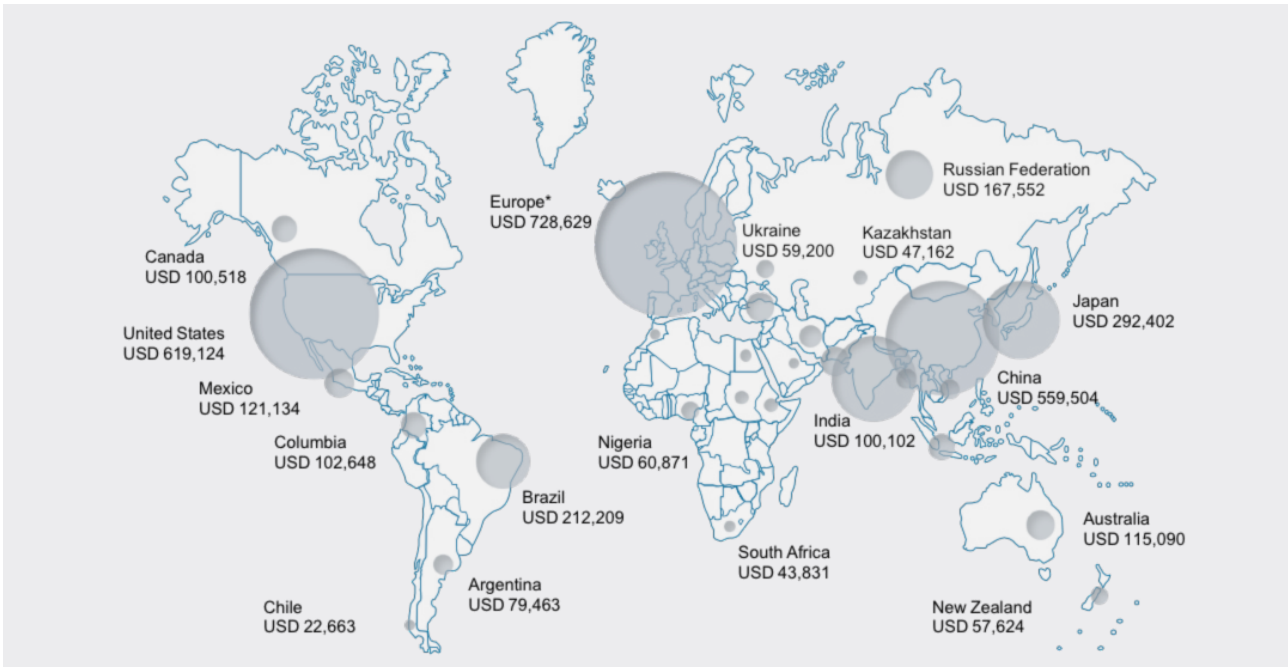 Russian Federation
USD 167,552
Europe*
USD 728,629
Ukraine
USD 59,200
Kazakhstan
USD 47,162
Canada
USD 100,518
Japan
USD 292,402
United States
USD 619,124
China
USD 559,504
Mexico
USD 121,134
India
USD 100,102
Columbia
USD 102,648
Nigeria
USD 60,871
Brazil
USD 212,209
Australia
USD 115,090
South Africa
USD 43,831
Argentina
USD 79,463
Chile
USD 22,663
New Zealand
USD 57,624